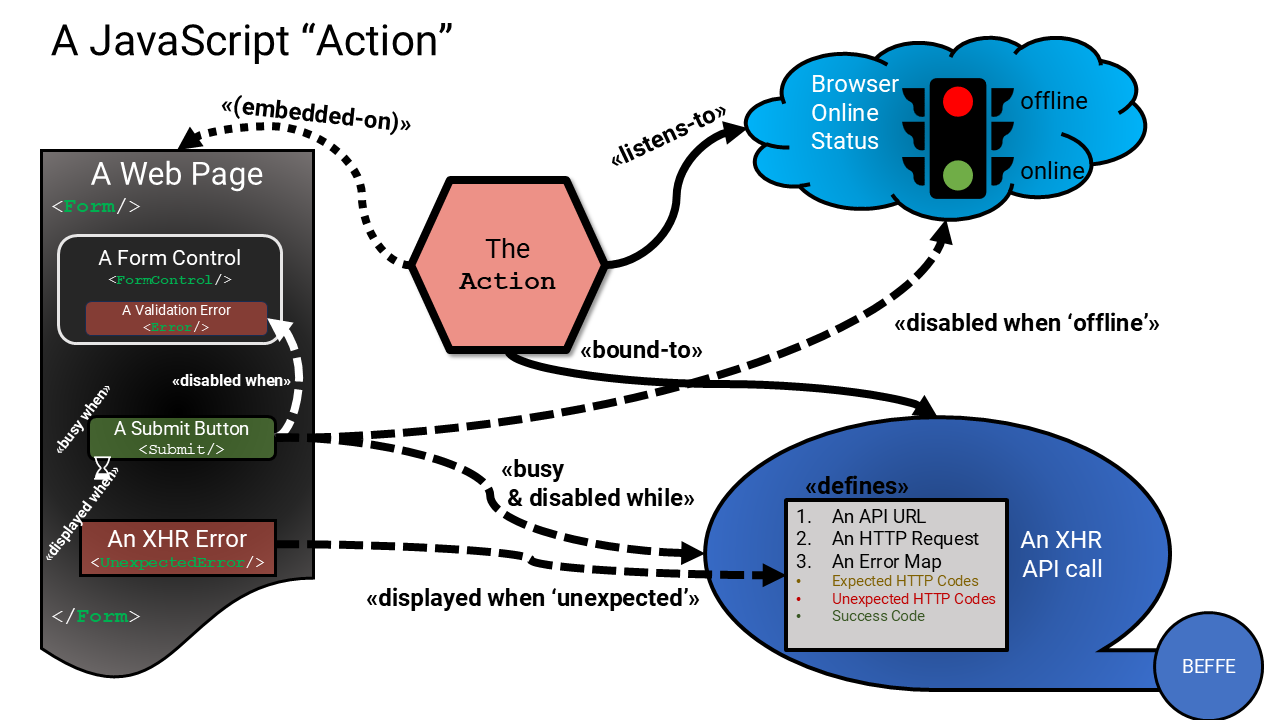 A JavaScript “Action”
«(embedded-on)»
«listens-to»
Browser
Online
Status
offline
online
A Web Page
<Form/>
A Form Control
<FormControl/>
A Validation Error
<Error/>
The
Action
«disabled when ‘offline’»
«bound-to»
«disabled when»
«busy when»
A Submit Button
<Submit/>
«displayed when»
«busy
& disabled while»
An XHR Error
<UnexpectedError/>
«displayed when ‘unexpected’»
</Form>
«defines»
1. An API URL
2. An HTTP Request
3. An Error Map
• Expected HTTP Codes
• Unexpected HTTP Codes
• Success Code
An XHR
API call
BEFFE